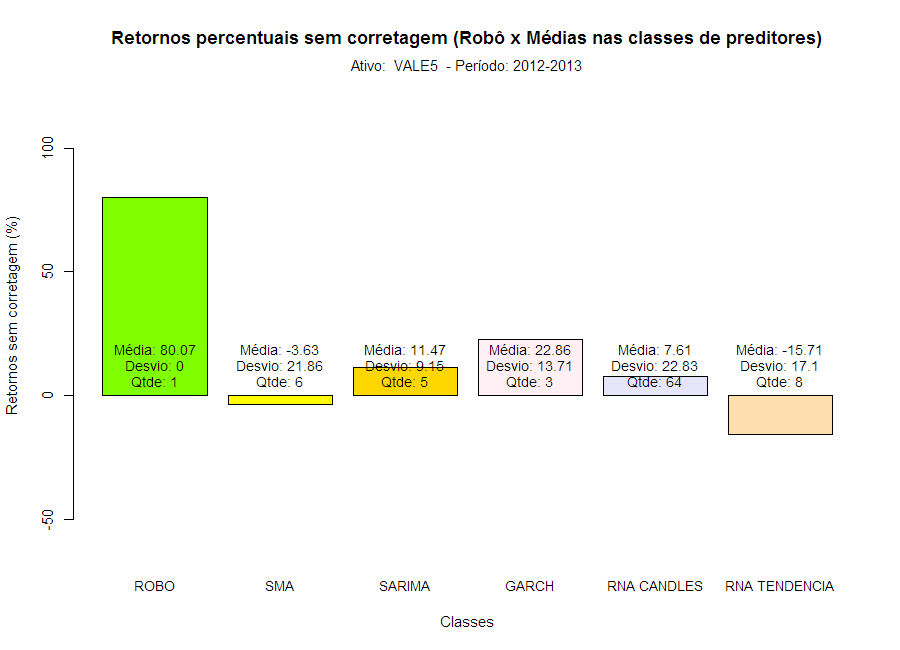 Retornos percentuais sem corretagem (Robô x Médias nas classes de preditores)
Ativo:  VALE5  - Período: 2012-2013
Retornos sem corretagem (%)
100
50
0
-50
Média: 80.07
Desvio: 0
Qtde: 1
Média: -3.63
Desvio: 21.86
Qtde: 6
Média: 11.47
Desvio: 9.15
Qtde: 5
Média: 22.86
Desvio: 13.71
Qtde: 3
Média: 7.61
Desvio: 22.83
Qtde: 64
Média: -15.71
Desvio: 17.1
Qtde: 8
ROBO
SMA
SARIMA
GARCH
RNA CANDLES
RNA TENDENCIA
Classes